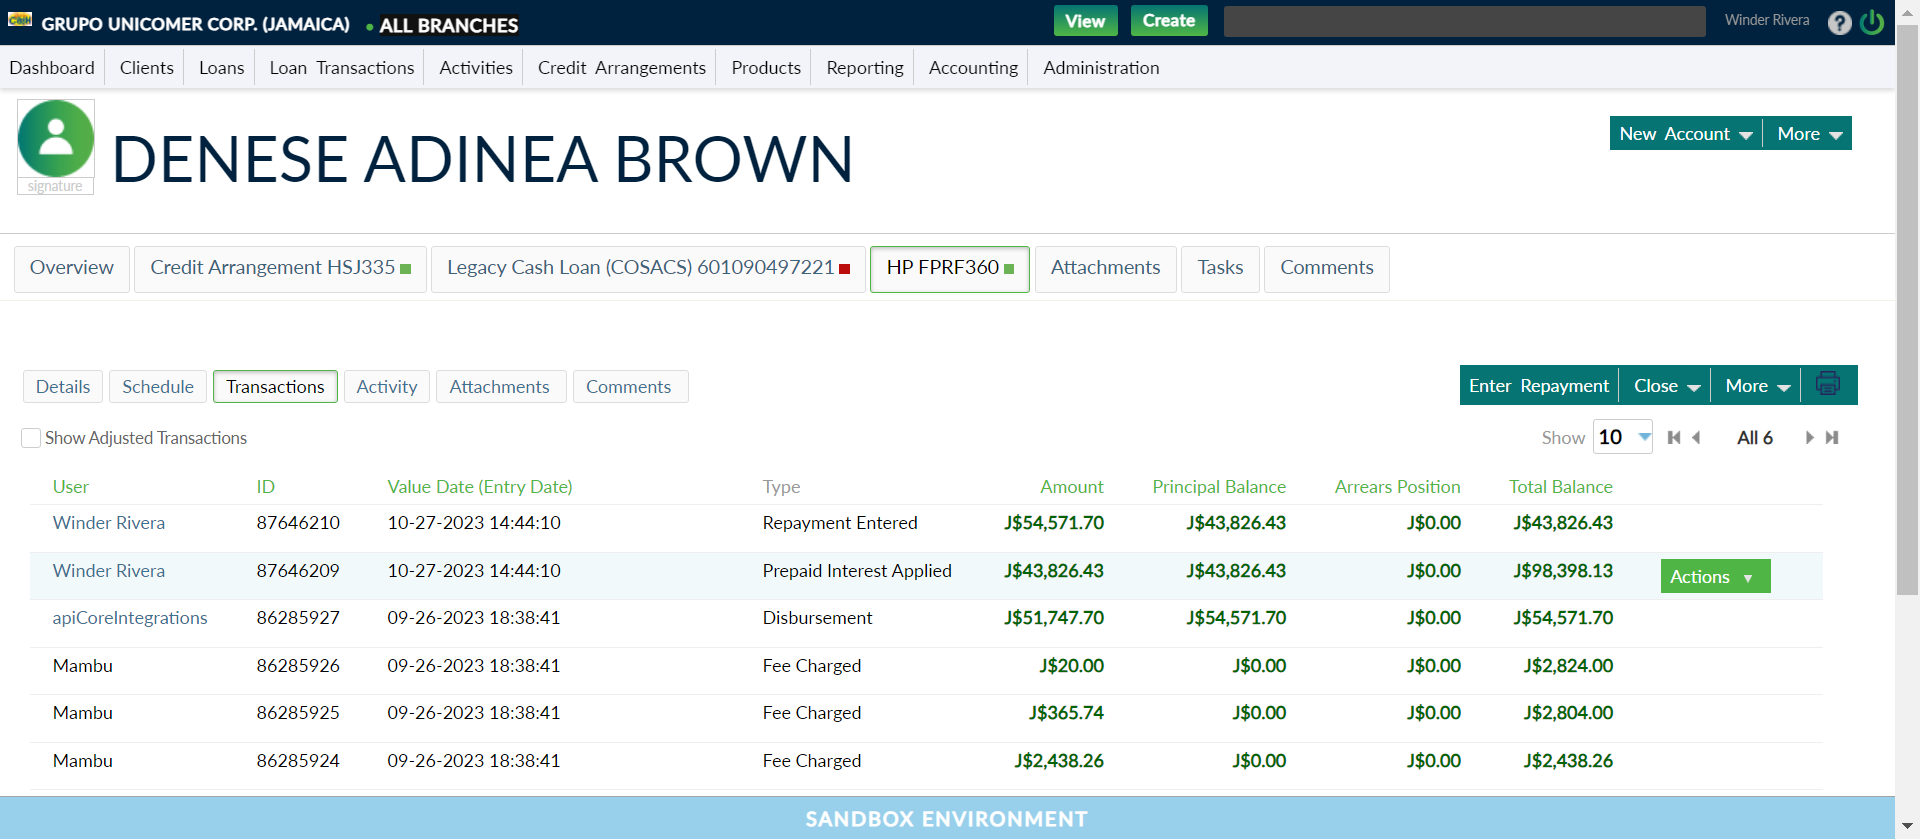 Cash GRUPO UNICOMER CORP. (JAMAICA) • ALL BRANCHES View Create Winder Rivera ?
Dashboard Clients Loans Loan Transactions Activities Credit Arrangements Products Reporting Accounting Administration
signature
DENESE ADINEA BROWN
New Account More
Overview Credit Arrangement HSJ335 Legacy Cash Loan (COSACS) 601090497221 HP FPRF360 Attachments Tasks Comments
Details Schedule Transactions Activity Attachments Comments Enter Repayment Close More
Show Adjusted Transactions Show 10 All 6
User ID Value Date (Entry Date) Type Amount Principal Balance Arrears Position Total Balance
Winder Rivera 87646210 10-27-2023 14:44:10 Repayment Entered J$54,571.70 J$43,826.43 J$0.00 J$43,826.43
Winder Rivera 87646209 10-27-2023 14:44:10 Prepaid Interest Applied J$43,826.43 J$43,826.43 J$0.00 J$98,398.13 Actions
apiCoreIntegrations 86285927 09-26-2023 18:38:41 Disbursement J$51,747.70 J$54,571.70 J$0.00 J$54,571.70
Mambu 86285926 09-26-2023 18:38:41 Fee Charged J$20.00 J$0.00 J$0.00 J$2,824.00
Mambu 86285925 09-26-2023 18:38:41 Fee Charged J$365.74 J$0.00 J$0.00 J$2,804.00
Mambu 86285924 09-26-2023 18:38:41 Fee Charged J$2,438.26 J$0.00 J$0.00 J$2,438.26
SANDBOX ENVIRONMENT